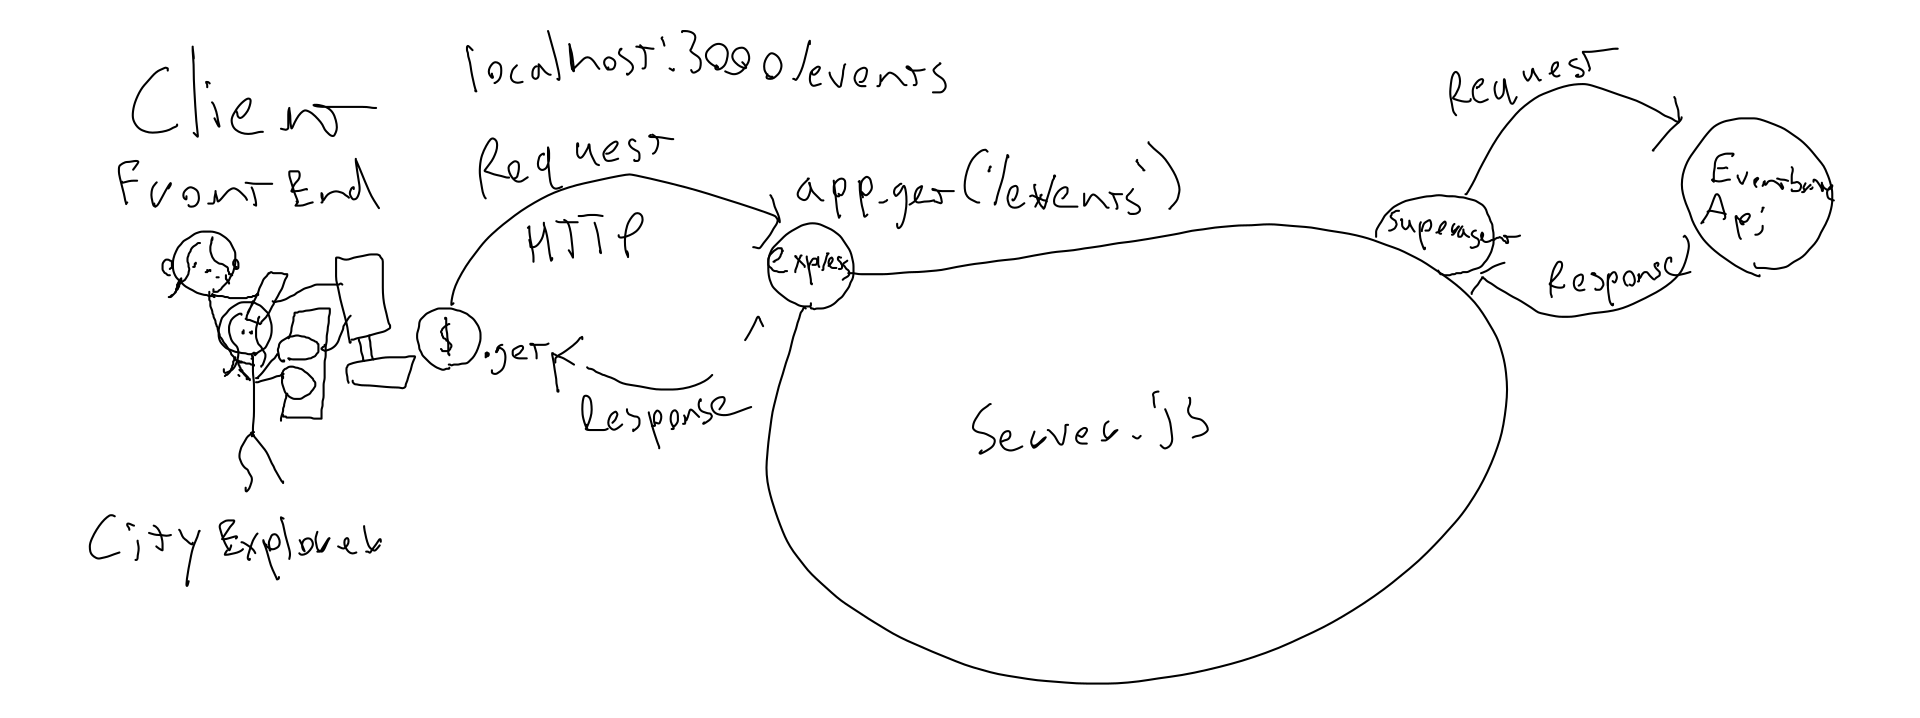 Client
Front End
localhost:3000/events
Request
HTTP
app.get('/events')
express
$
.get
Response
Server.js
City Explorer
superagent
Request
Response
Eventbrite
Api